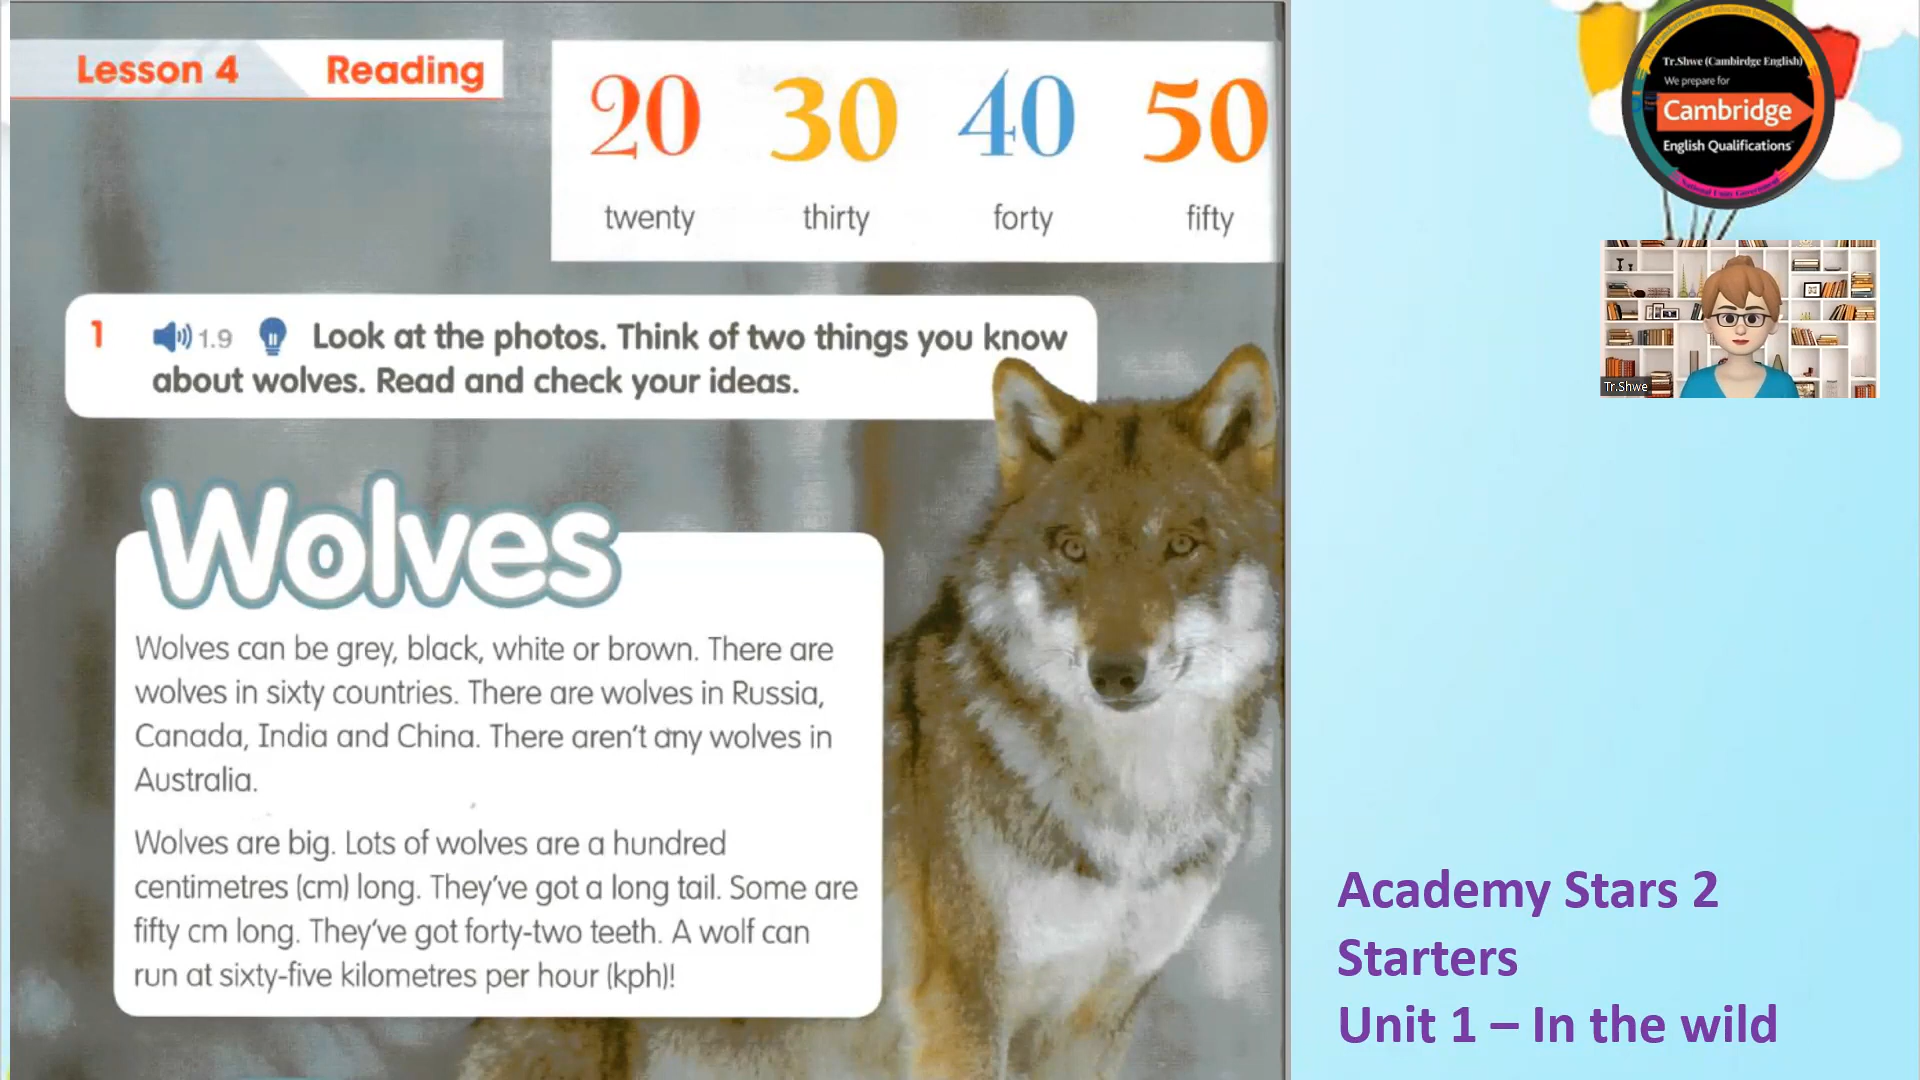 Lesson 4 Reading
20 30 40 50
twenty thirty forty fifty
1 1.9 Look at the photos. Think of two things you know
about wolves. Read and check your ideas.
Wolves
Wolves can be grey, black, white or brown. There are
wolves in sixty countries. There are wolves in Russia,
Canada, India and China. There aren't any wolves in
Australia.
Wolves are big. Lots of wolves are a hundred
centimetres (cm) long. They've got a long tail. Some are
fifty cm long. They've got forty-two teeth. A wolf can
run at sixty-five kilometres per hour (kph)!
Tr.Shwe (Cambirdge English)
We prepare for
Cambridge
English Qualifications
National Unity Government
Tr.Shwe
Academy Stars 2
Starters
Unit 1 – In the wild